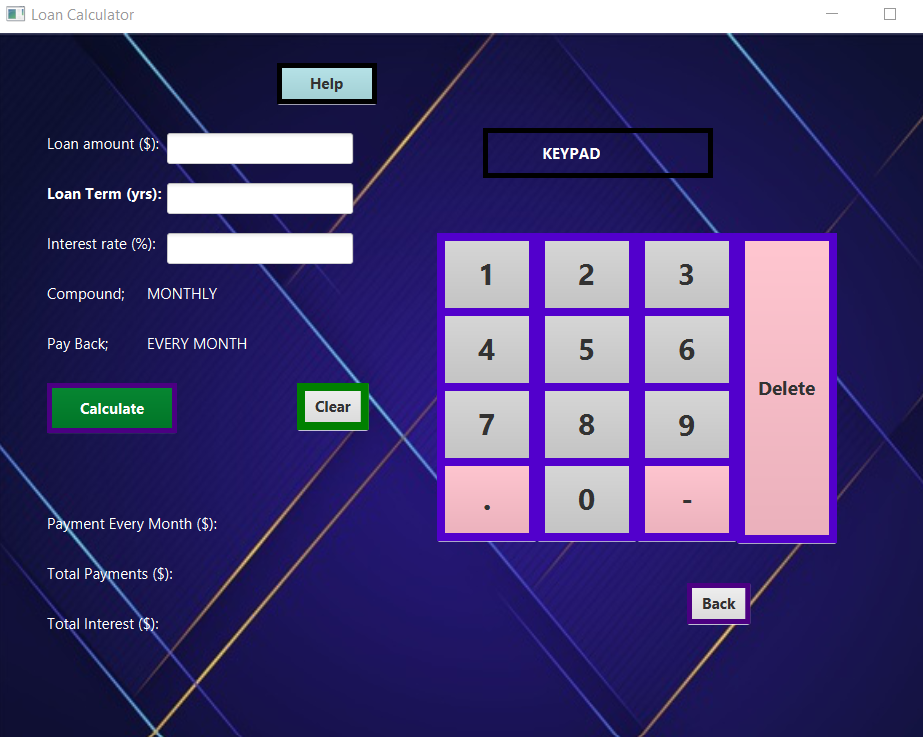 Loan Calculator
Help
Loan amount ($):
KEYPAD
Loan Term (yrs):
Interest rate (%):
Compound; MONTHLY
Pay Back; EVERY MONTH
Calculate
Clear
1 2 3
4 5 6
7 8 9
. 0 -
Delete
Payment Every Month ($):
Total Payments ($):
Total Interest ($):
Back